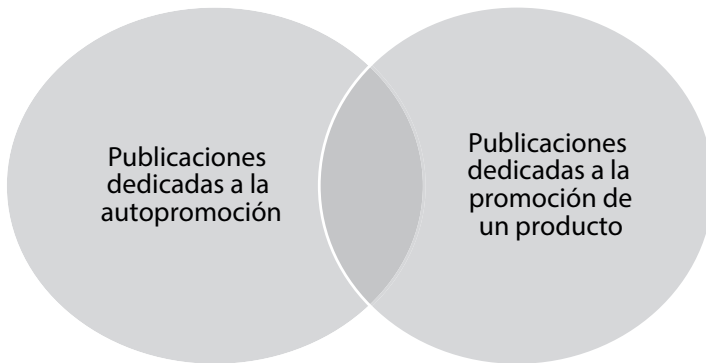 Publicaciones
dedicadas a la
autopromoción
Publicaciones
dedicadas a la
promoción de
un producto